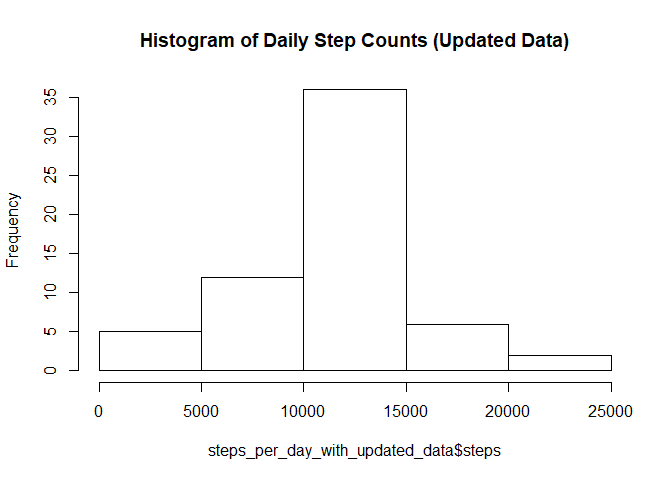 Histogram of Daily Step Counts (Updated Data)
Frequency
35
30
25
20
15
10
5
0
0 5000 10000 15000 20000 25000
steps_per_day_with_updated_data$steps